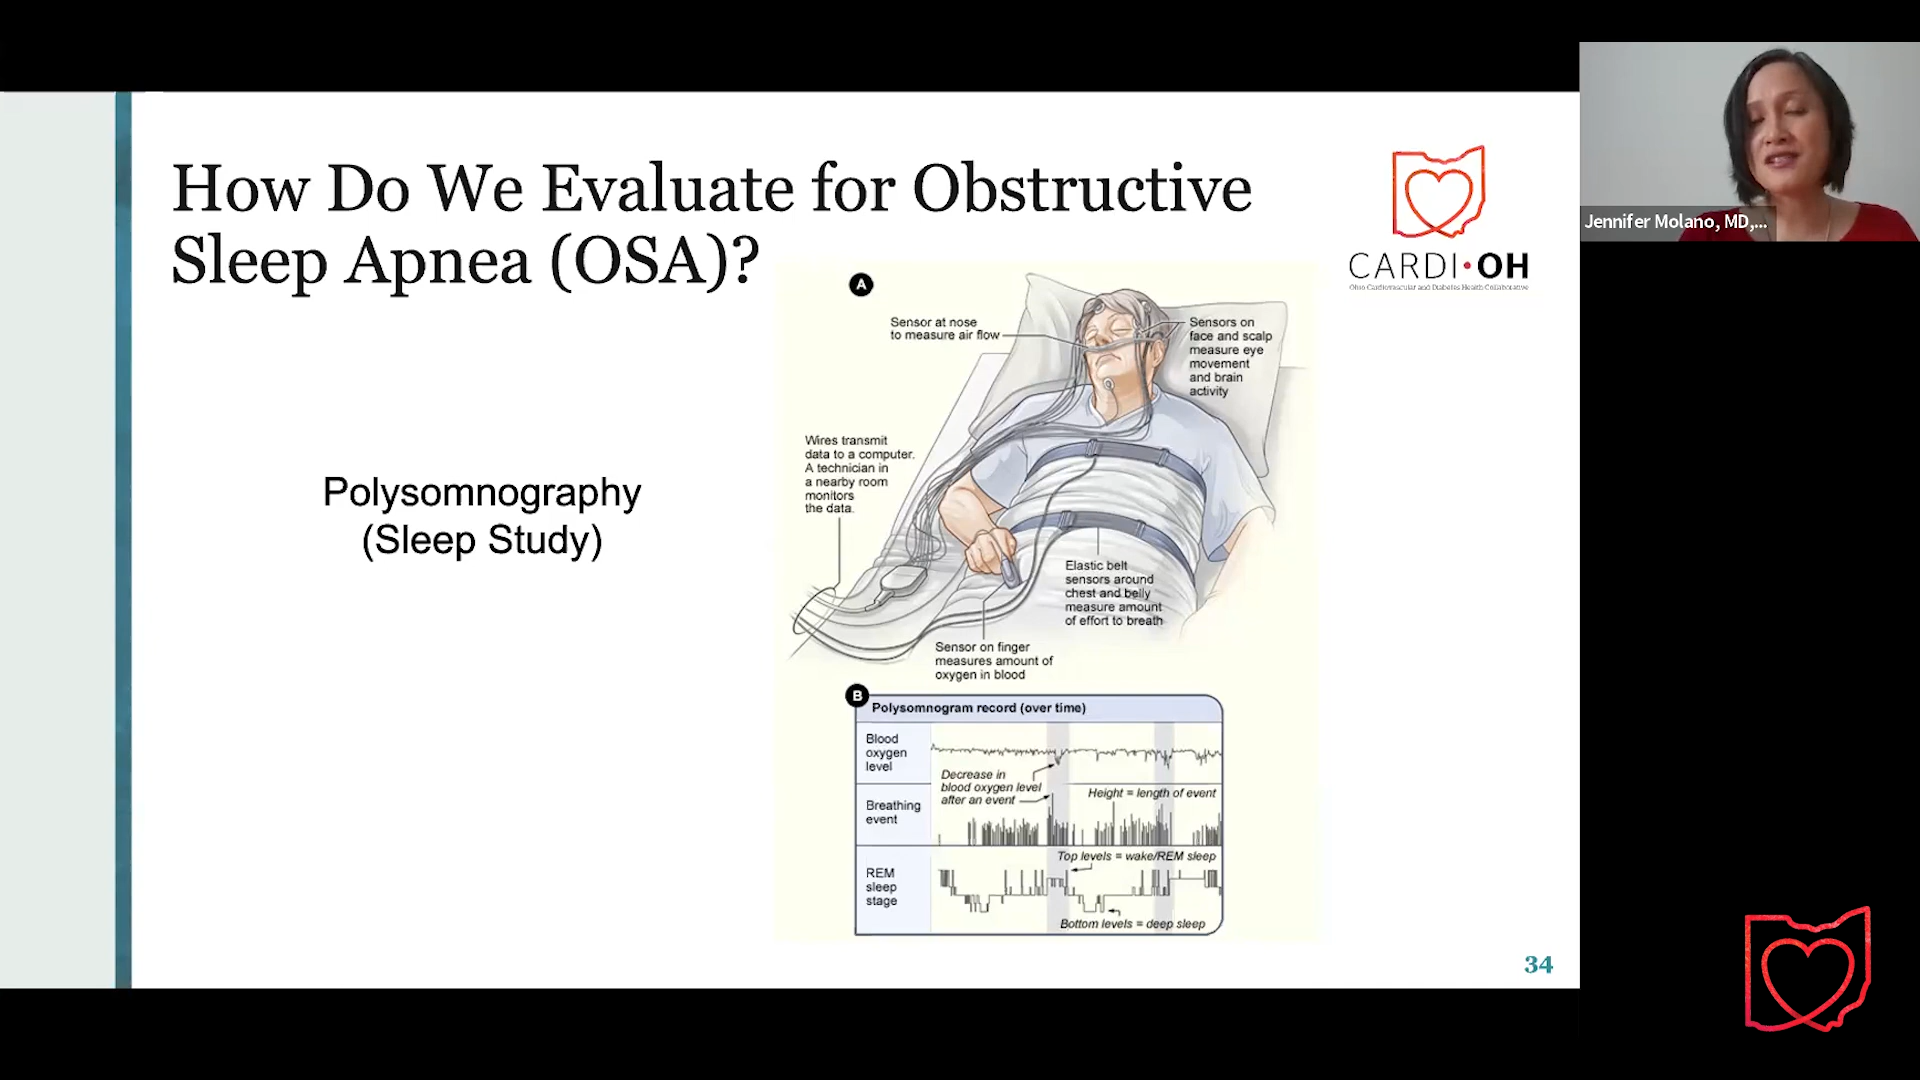 How Do We Evaluate for Obstructive
Sleep Apnea (OSA)?
CARDI•OH
Ohio Cardiovascular and Diabetes Health Collaborative
Jennifer Molano, MD,...
Polysomnography
(Sleep Study)
A
Sensor at nose
to measure air flow
Sensors on
face and scalp
measure eye
movement
and brain
activity
Wires transmit
data to a computer.
A technician in
a nearby room
monitors
the data.
Elastic belt
sensors around
chest and belly
measure amount
of effort to breath
Sensor on finger
measures amount of
oxygen in blood
B
Polysomnogram record (over time)
Blood
oxygen
level
Decrease in
blood oxygen level
after an event
Breathing
event
Height = length of event
REM
sleep
stage
Top levels = wake/REM sleep
Bottom levels = deep sleep
34